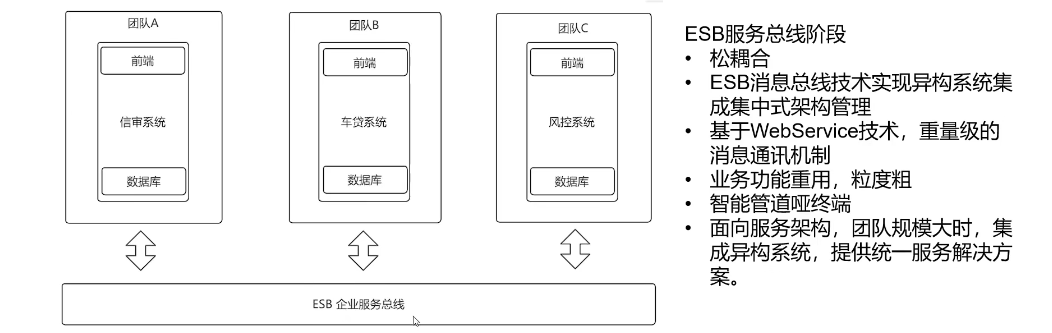 团队A
前端
信审系统
数据库
团队B
前端
车贷系统
数据库
团队C
前端
风控系统
数据库
ESB 企业服务总线
ESB服务总线阶段
• 松耦合
• ESB消息总线技术实现异构系统集
成集中式架构管理
• 基于WebService技术，重量级的
消息通讯机制
• 业务功能重用，粒度粗
• 智能管道哑终端
• 面向服务架构，团队规模大时，集
成异构系统，提供统一服务解决方
案。